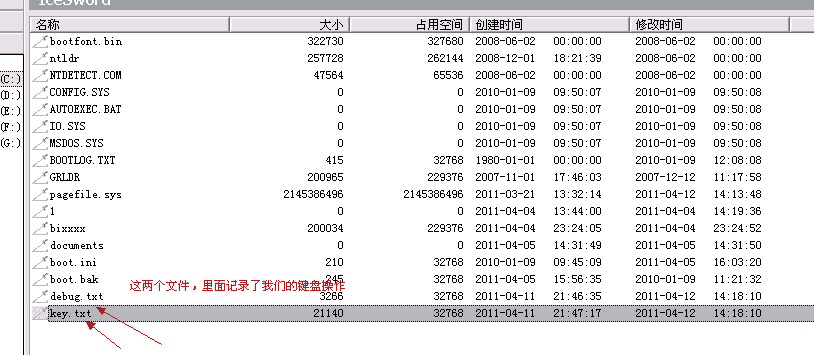 IceSword
名称 大小 占用空间 创建时间 修改时间
bootfont.bin 322730 327680 2008-06-02 00:00:00 2008-06-02 00:00:00
ntldr 257728 262144 2008-12-01 18:21:39 2008-06-02 00:00:00
(C:) NTDETECT.COM 47564 65536 2008-06-02 00:00:00 2008-06-02 00:00:00
(D:) CONFIG.SYS 0 0 2010-01-09 09:50:07 2010-01-09 09:50:08
(E:) AUTOEXEC.BAT 0 0 2010-01-09 09:50:07 2010-01-09 09:50:08
(F:) IO.SYS 0 0 2010-01-09 09:50:07 2010-01-09 09:50:08
(G:) MSDOS.SYS 0 0 2010-01-09 09:50:07 2010-01-09 09:50:08
BOOTLOG.TXT 415 32768 1980-01-01 00:00:00 2010-01-09 12:08:08
GRLDR 200965 229376 2007-11-01 17:46:03 2007-12-12 11:17:58
pagefile.sys 2145386496 2145386496 2011-03-21 13:32:14 2011-04-12 14:13:48
1 0 0 2011-04-04 13:44:00 2011-04-04 14:19:36
bixxxx 200034 229376 2011-04-04 23:24:05 2011-04-04 23:24:52
documents 0 0 2011-04-05 14:31:49 2011-04-05 14:31:50
boot.ini 210 32768 2010-01-09 09:45:09 2011-04-05 16:03:20
boot.bak 245 32768 2011-04-05 15:56:35 2010-01-09 11:21:32
这两个文件，里面记录了我们的键盘操作
debug.txt 3266 32768 2011-04-11 21:46:35 2011-04-12 14:18:10
key.txt 21140 32768 2011-04-11 21:47:17 2011-04-12 14:18:10